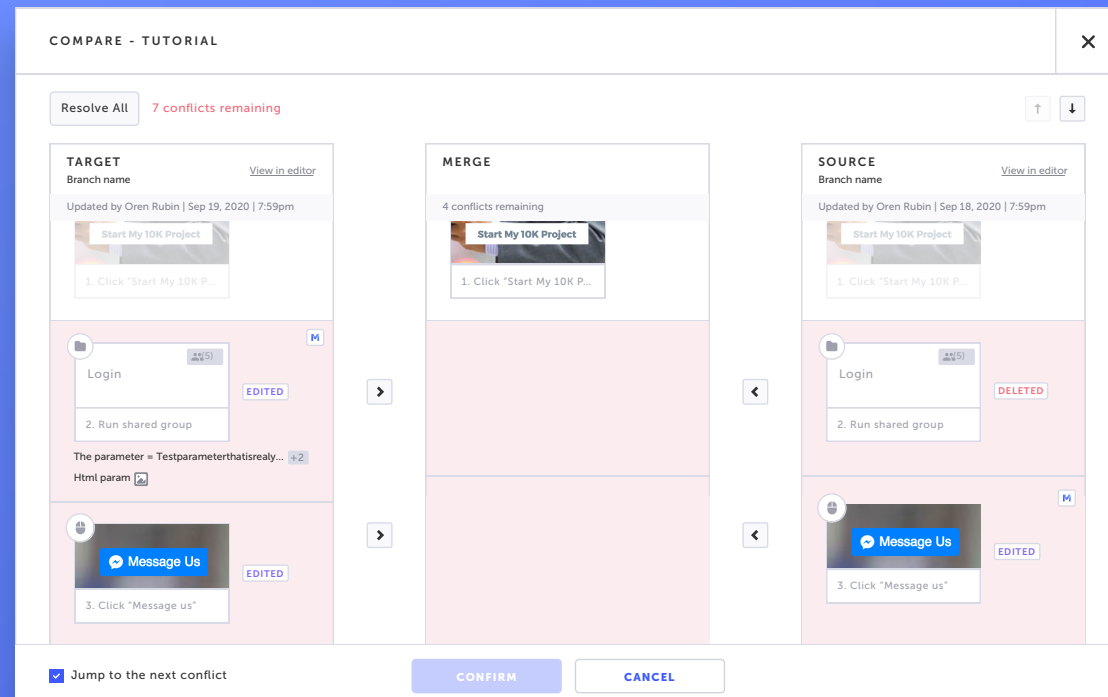 COMPARE - TUTORIAL
Resolve All
7 conflicts remaining
TARGET
Branch name
View in editor
Updated by Oren Rubin | Sep 19, 2020 | 7:59pm
Start My 10K Project
1. Click "Start My 10K P...
M
(5)
Login
EDITED
2. Run shared group
The parameter = Testparameterthatisrealy...
+2
Html param
Message Us
EDITED
3. Click "Message us"
MERGE
4 conflicts remaining
Start My 10K Project
1. Click "Start My 10K P...
SOURCE
Branch name
View in editor
Updated by Oren Rubin | Sep 18, 2020 | 7:59pm
Start My 10K Project
1. Click "Start My 10K P...
(5)
Login
DELETED
2. Run shared group
M
Message Us
EDITED
3. Click "Message us"
Jump to the next conflict
CONFIRM
CANCEL